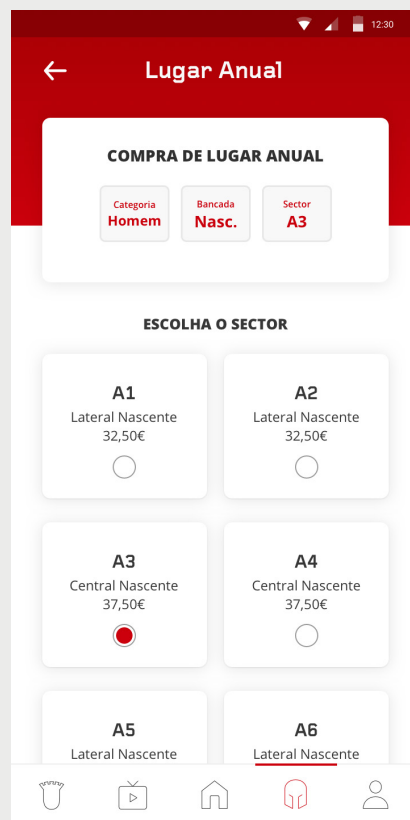 12:30
Lugar Anual
COMPRA DE LUGAR ANUAL
Categoria
Homem
Bancada
Nasc.
Sector
A3
ESCOLHA O SECTOR
A1
Lateral Nascente
32,50€
A2
Lateral Nascente
32,50€
A3
Central Nascente
37,50€
A4
Central Nascente
37,50€
A5
Lateral Nascente
A6
Lateral Nascente